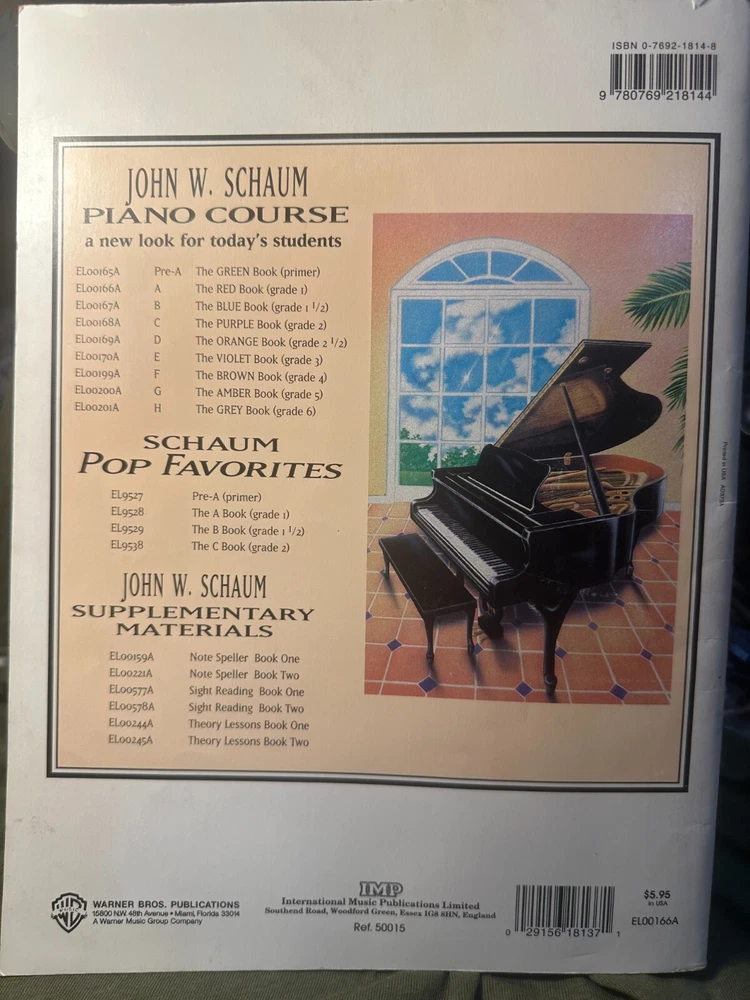 ISBN 0-7692-1814-8
9 780769 218144
JOHN W. SCHAUM
PIANO COURSE
a new look for today's students
EL00165A Pre-A The GREEN Book (primer)
EL00166A A The RED Book (grade 1)
EL00167A B The BLUE Book (grade 1 1/2)
EL00168A C The PURPLE Book (grade 2)
EL00169A D The ORANGE Book (grade 2 1/2)
EL00170A E The VIOLET Book (grade 3)
EL00199A F The BROWN Book (grade 4)
EL00200A G The AMBER Book (grade 5)
EL00201A H The GREY Book (grade 6)
SCHAUM
POP FAVORITES
EL9527 Pre-A (primer)
EL9528 The A Book (grade 1)
EL9529 The B Book (grade 1 1/2)
EL9538 The C Book (grade 2)
JOHN W. SCHAUM
SUPPLEMENTARY
MATERIALS
EL00159A Note Speller Book One
EL00221A Note Speller Book Two
EL00577A Sight Reading Book One
EL00578A Sight Reading Book Two
EL00244A Theory Lessons Book One
EL00245A Theory Lessons Book Two
Printed in USA
WARNER BROS. PUBLICATIONS
15800 N.W. 48th Avenue • Miami, Florida 33014
A Warner Music Group Company
IMP
International Music Publications Limited
Southend Road, Woodford Green, Essex IG8 8HN, England
Ref. 50015
0 29156 18137 1
$5.95
in USA
EL00166A